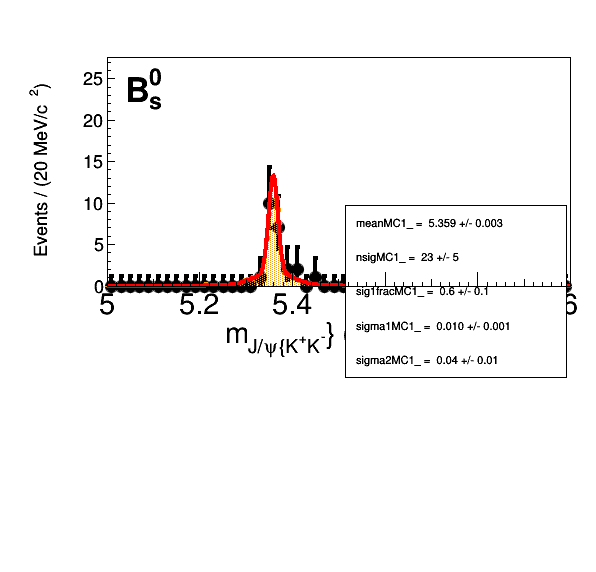 Events / (20 MeV/c 2)
25
20
15
10
5
0
B0s
5 5.2 5.4 6
mJ/ψ{K+K-} (
meanMC1_ = 5.359 +/- 0.003
nsigMC1_ = 23 +/- 5
sig1fracMC1_ = 0.6 +/- 0.1
sigma1MC1_ = 0.010 +/- 0.001
sigma2MC1_ = 0.04 +/- 0.01